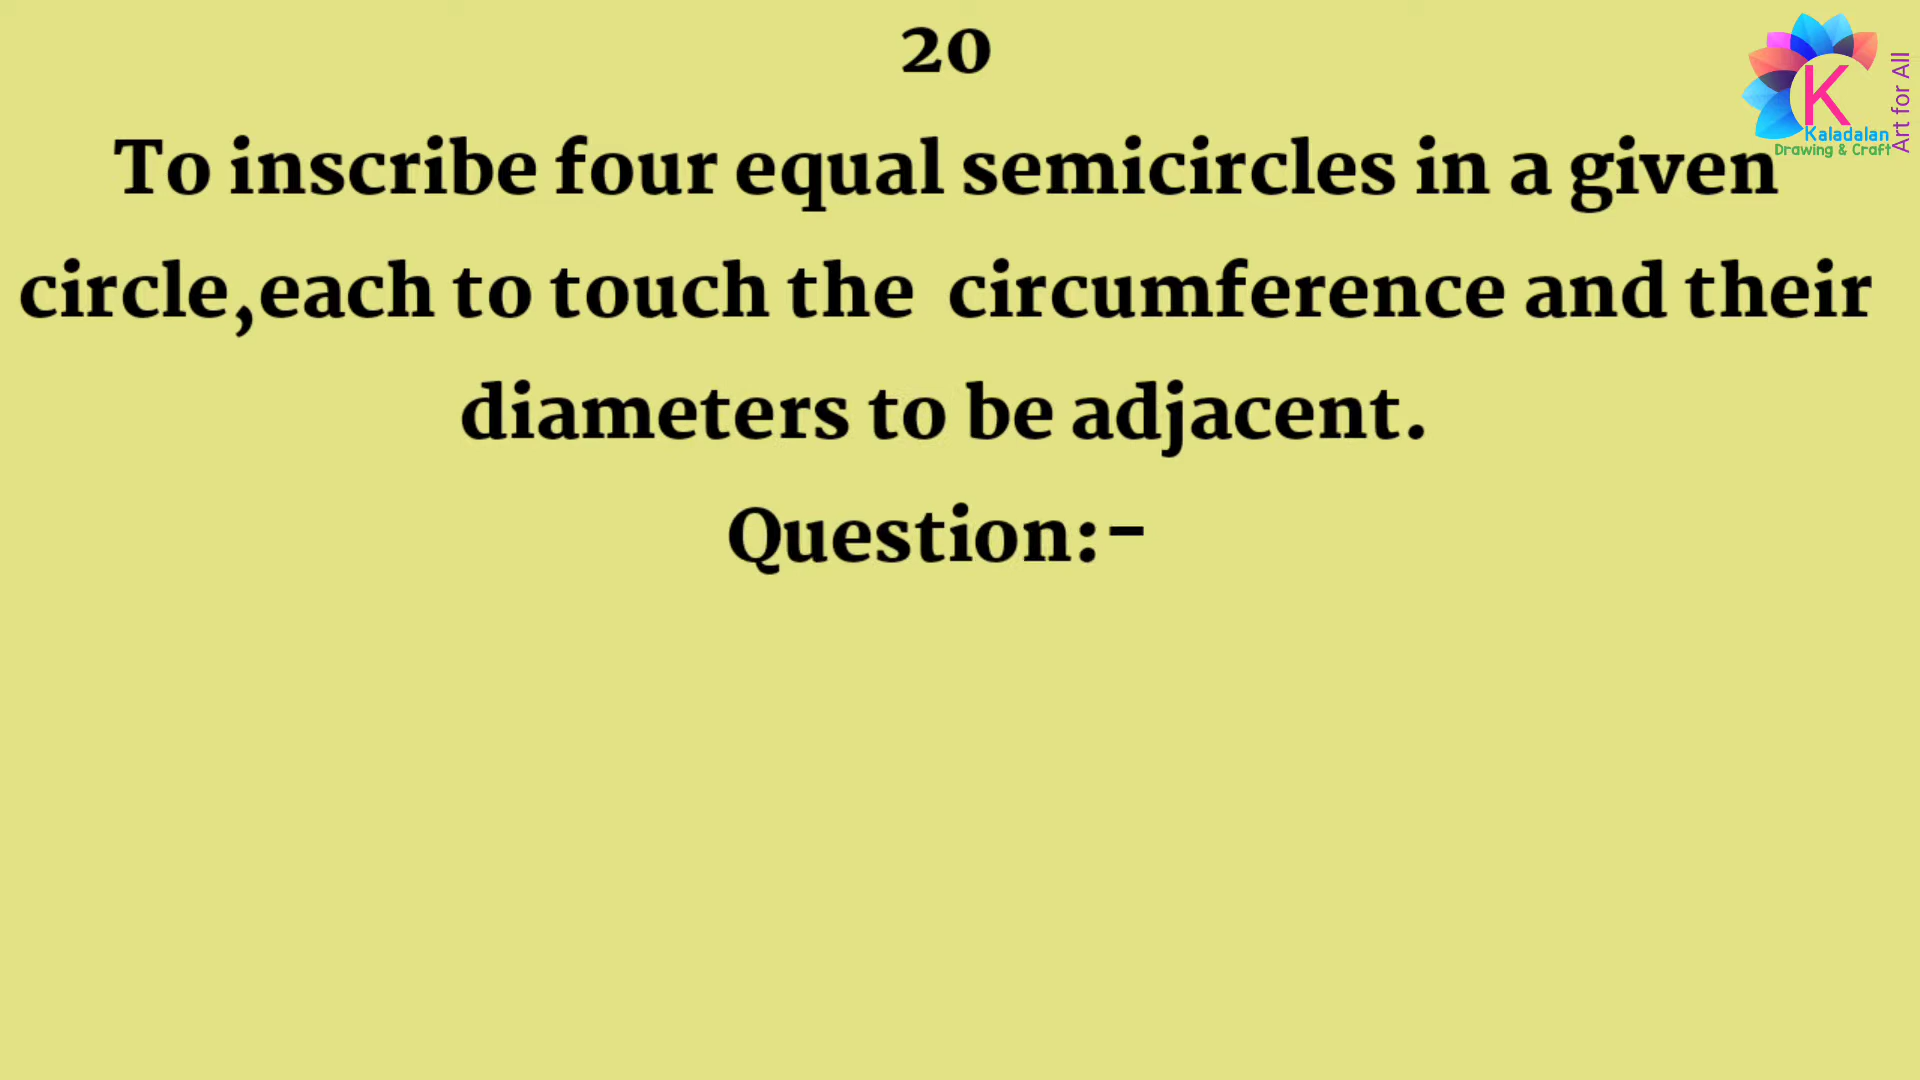 20
To inscribe four equal semicircles in a given
circle,each to touch the circumference and their
diameters to be adjacent.
Question:-
K
Kaladalan
Drawing & Craft
Art for All